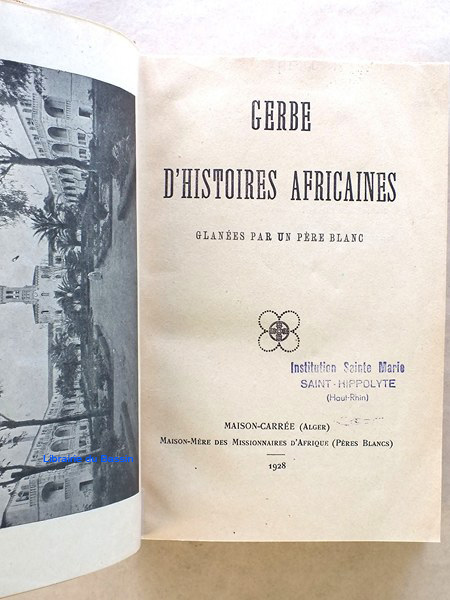 GERBE
D'HISTOIRES AFRICAINES
GLANÉES PAR UN PÈRE BLANC
Institution Sainte Marie
SAINT-HIPPOLYTE
(Haut-Rhin)
MAISON-CARRÉE (ALGER)
MAISON-MÈRE DES MISSIONNAIRES D'AFRIQUE (PÈRES BLANCS)
1928